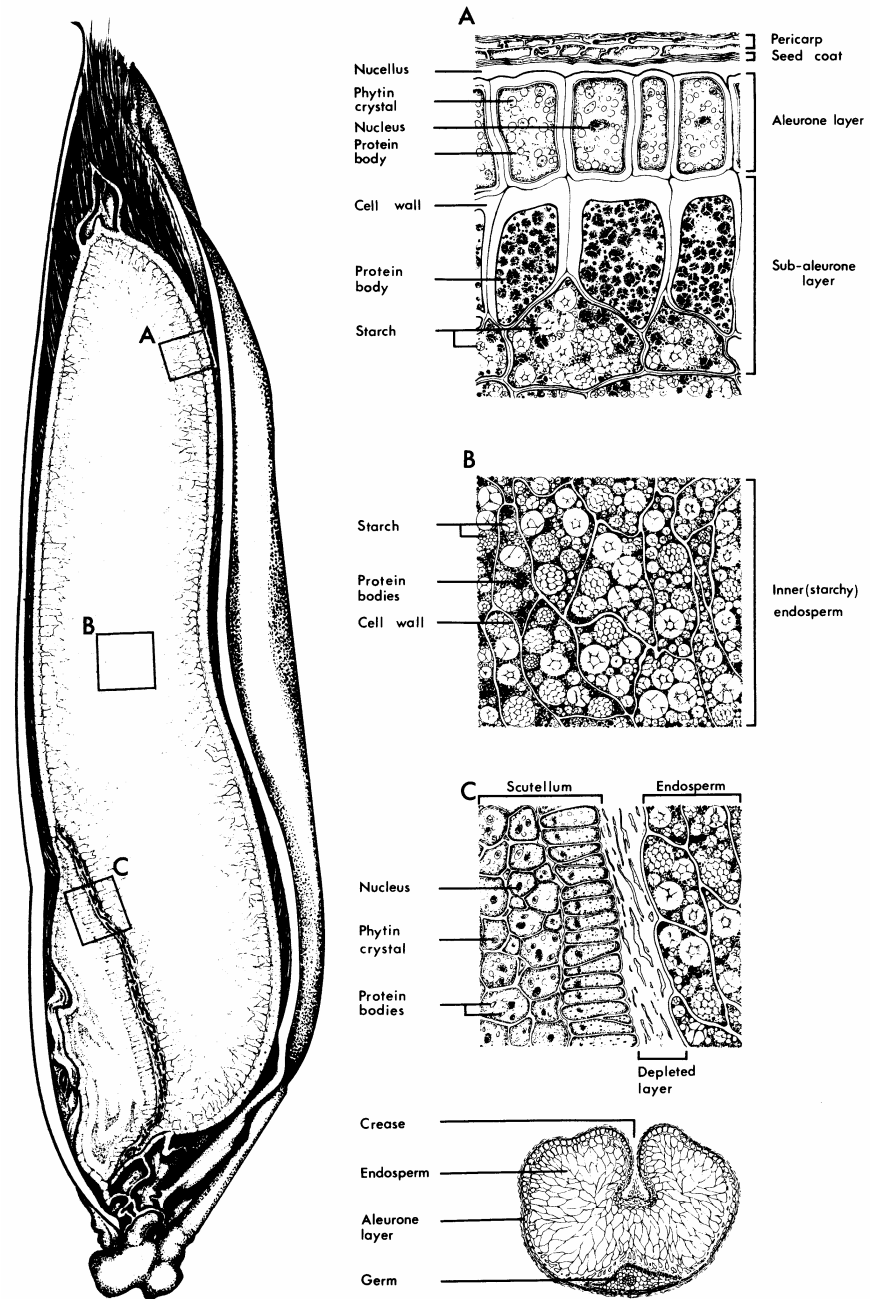 A
B
C
A
Pericarp
Seed coat
Nucellus
Phytin
crystal
Nucleus
Protein
body
Aleurone layer
Cell wall
Protein
body
Sub-aleurone
layer
Starch
B
Starch
Protein
bodies
Cell wall
Inner (starchy)
endosperm
C
Scutellum
Endosperm
Nucleus
Phytin
crystal
Protein
bodies
Depleted
layer
Crease
Endosperm
Aleurone
layer
Germ